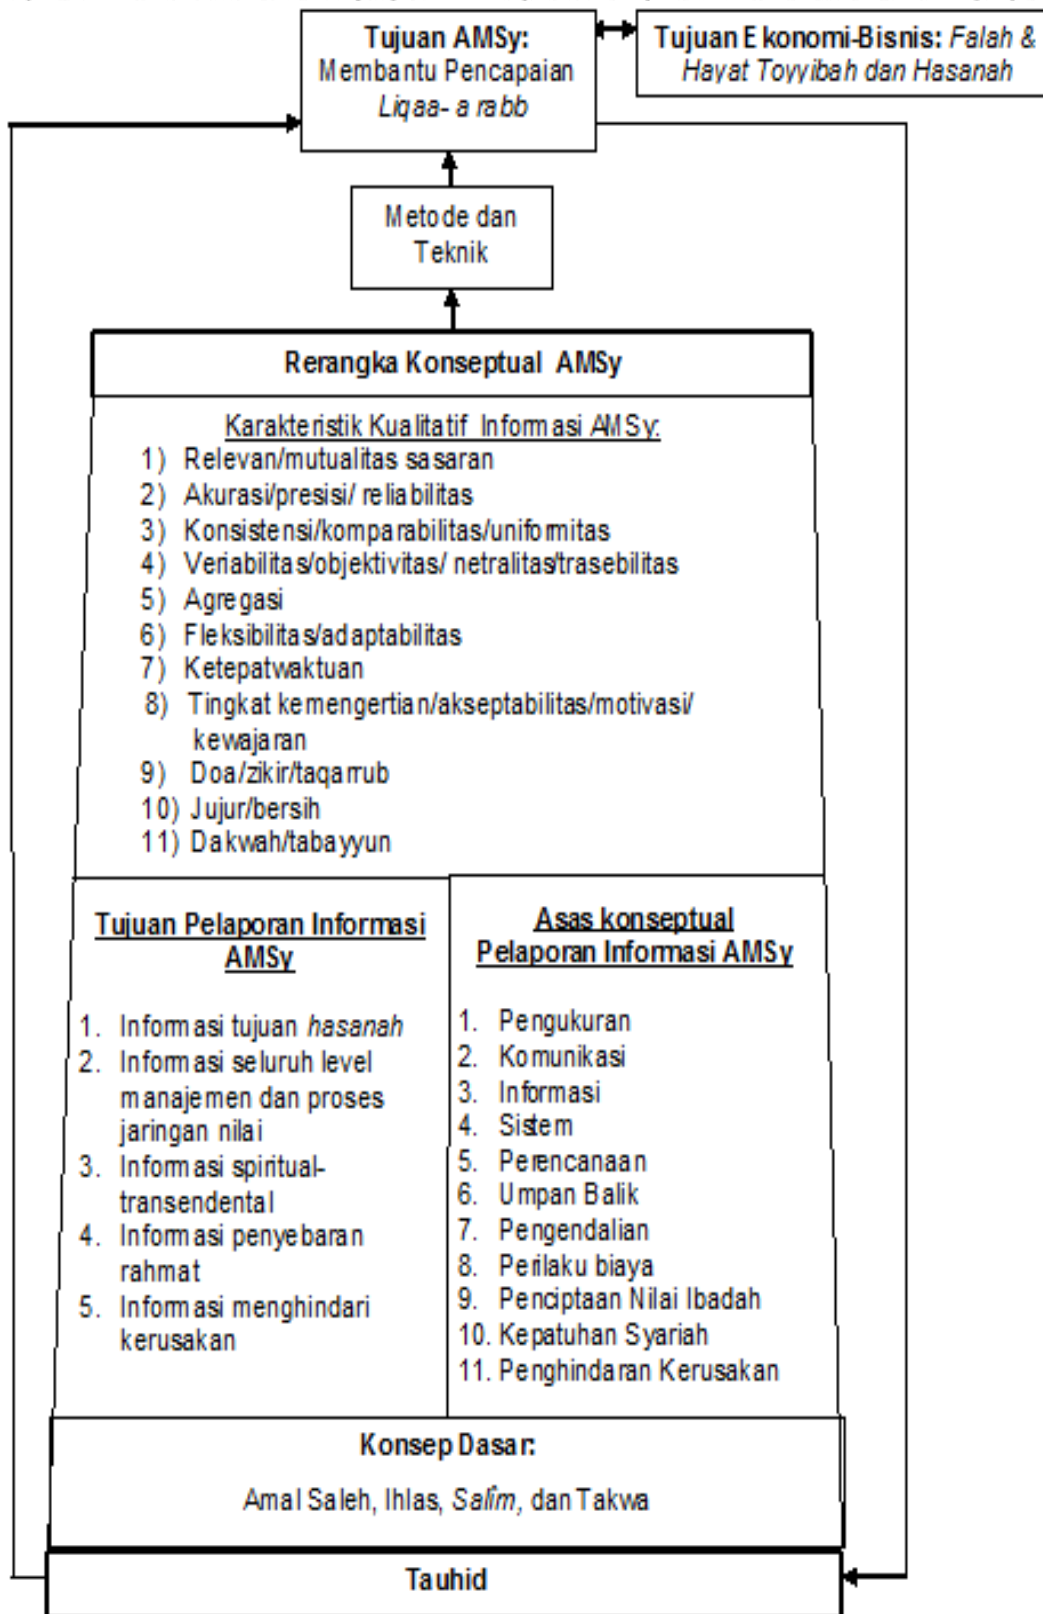 Tujuan AMSy:
Membantu Pencapaian
Liqaa- a rabb
Tujuan Ekonomi-Bisnis: Falah &
Hayat Toyyibah dan Hasanah
Metode dan
Teknik
Rerangka Konseptual AMSy
Karakteristik Kualitatif Informasi AMSy:
1) Relevan/mutualitas sasaran
2) Akurasi/presisi/ reliabilitas
3) Konsistensi/komparabilitas/uniformitas
4) Veriabilitas/objektivitas/ netralitas/trasebilitas
5) Agregasi
6) Fleksibilitas/adaptabilitas
7) Ketepatwaktuan
8) Tingkat kemengertian/akseptabilitas/motivasi/
kewajaran
9) Doa/zikir/taqarrub
10) Jujur/bersih
11) Dakwah/tabayyun
Tujuan Pelaporan Informasi
AMSy
1. Informasi tujuan hasanah
2. Informasi seluruh level
manajemen dan proses
jaringan nilai
3. Informasi spiritual-
transendental
4. Informasi penyebaran
rahmat
5. Informasi menghindari
kerusakan
Asas konseptual
Pelaporan Informasi AMSy
1. Pengukuran
2. Komunikasi
3. Informasi
4. Sistem
5. Perencanaan
6. Umpan Balik
7. Pengendalian
8. Perilaku biaya
9. Penciptaan Nilai Ibadah
10. Kepatuhan Syariah
11. Penghindaran Kerusakan
Konsep Dasar:
Amal Saleh, Ihlas, Salîm, dan Takwa
Tauhid